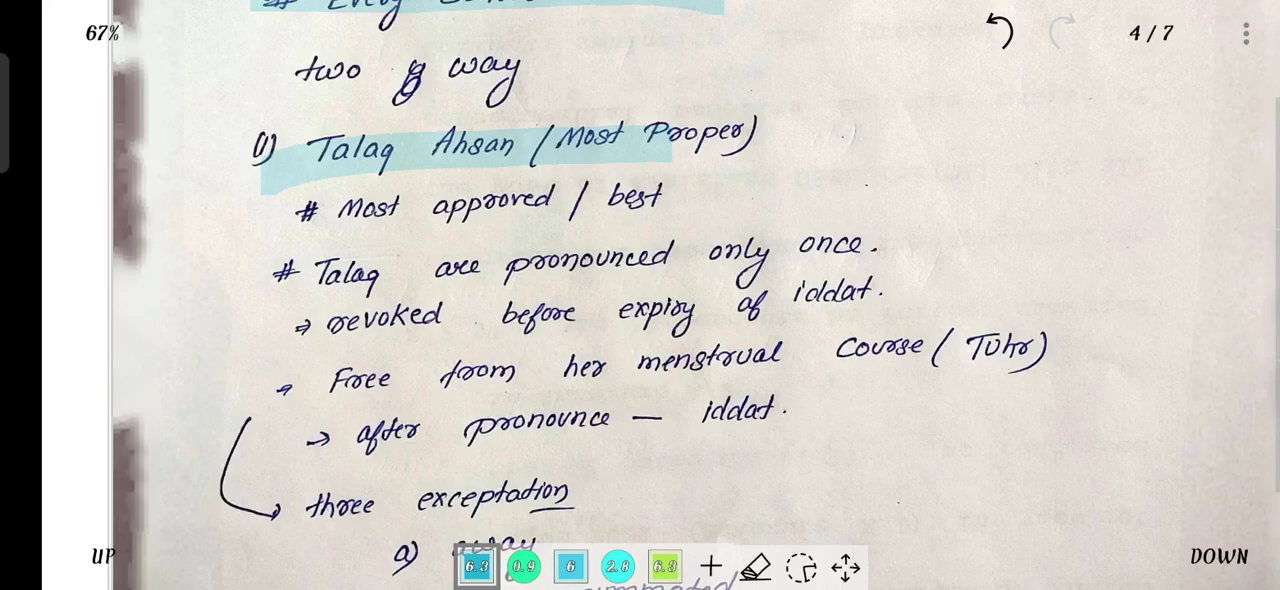 67%
4 / 7
# Every
two way
(1) Talaq Ahsan / (Most Proper)
# Most approved / best
# Talaq are pronounced only once.
⇒ revoked before expiry of iddat.
→ Free from her menstrual course ( Tuhr )
→ after pronounce — iddat.
three exceptation
a) away
UP
DOWN
6.3 0.9 6 2.8 6.3